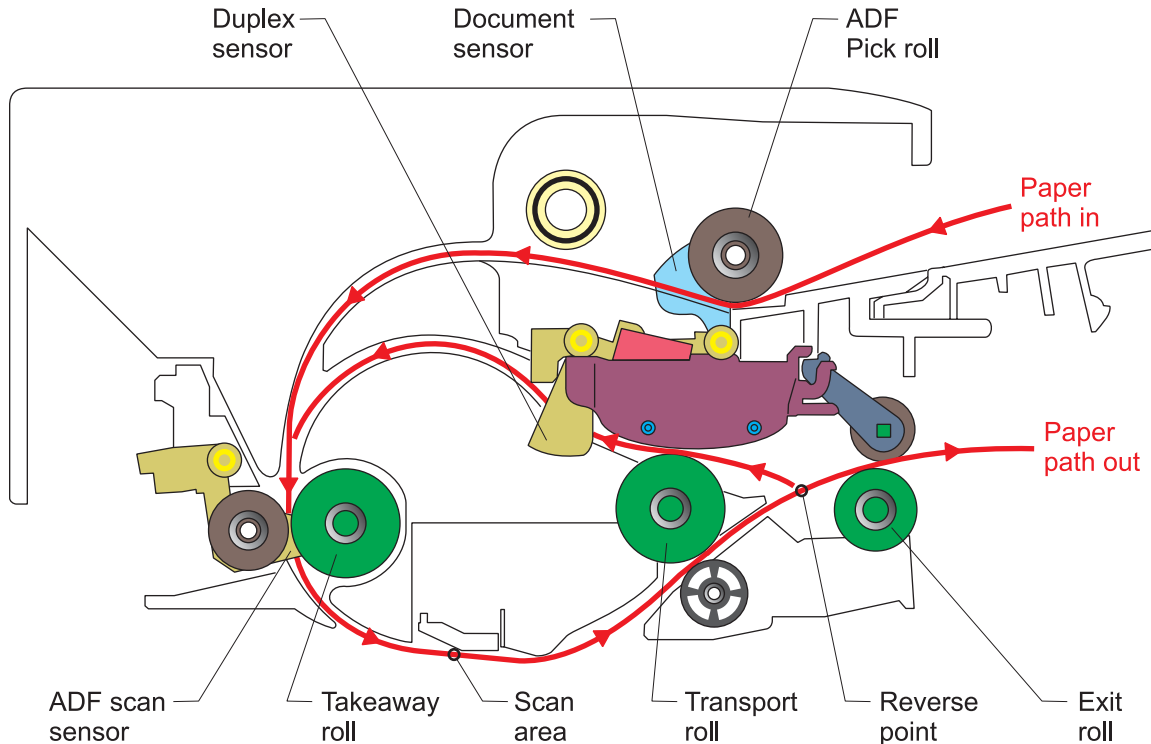 Duplex
sensor
Document
sensor
ADF
Pick roll
Paper
path in
Paper
path out
ADF scan
sensor
Takeaway
roll
Scan
area
Transport
roll
Reverse
point
Exit
roll